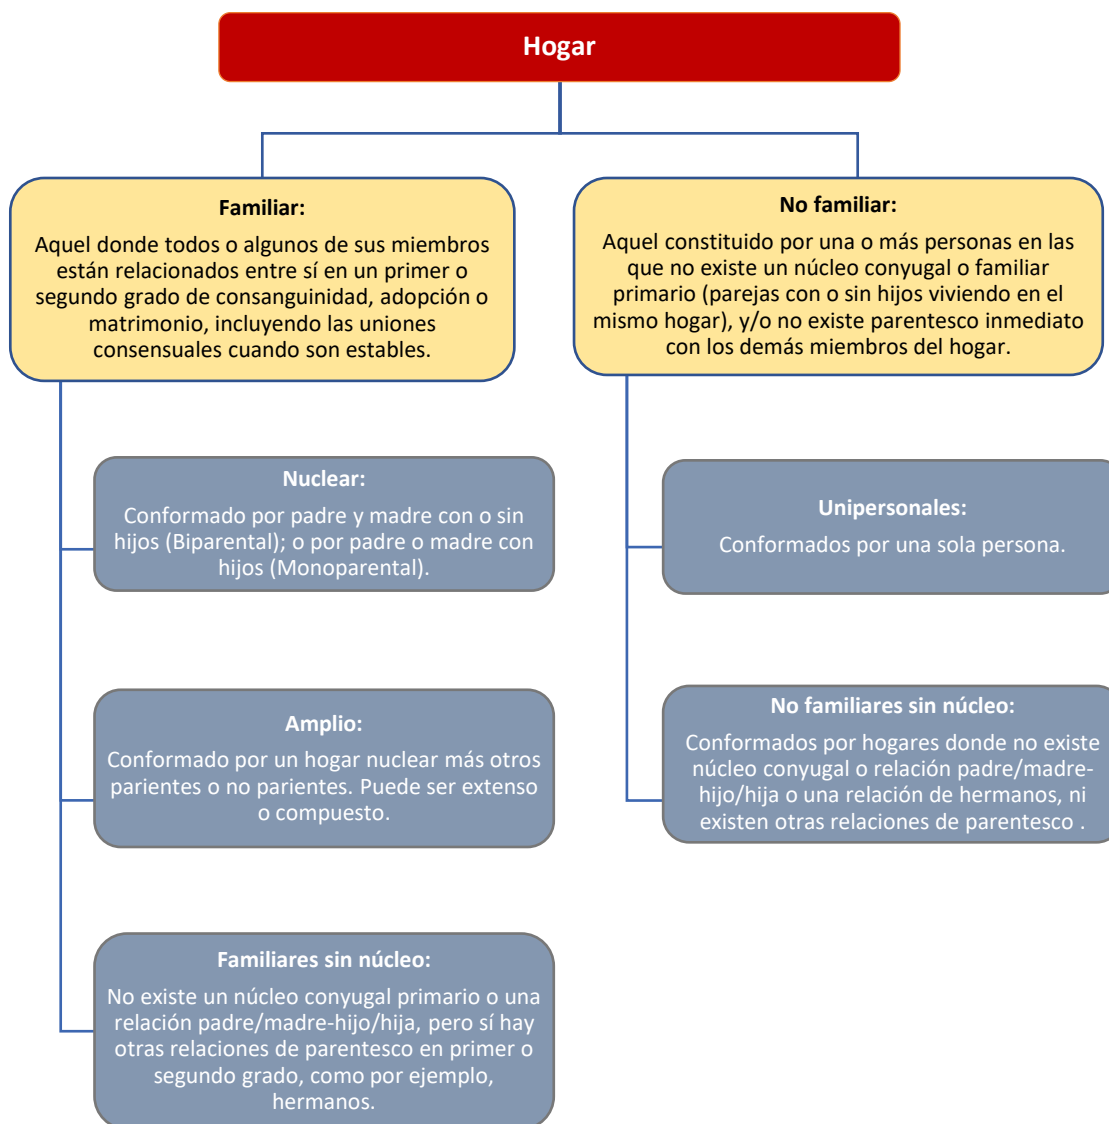 Hogar
Familiar:
Aquel donde todos o algunos de sus miembros
están relacionados entre sí en un primer o
segundo grado de consanguinidad, adopción o
matrimonio, incluyendo las uniones
consensuales cuando son estables.
No familiar:
Aquel constituido por una o más personas en las
que no existe un núcleo conyugal o familiar
primario (parejas con o sin hijos viviendo en el
mismo hogar), y/o no existe parentesco inmediato
con los demás miembros del hogar.
Nuclear:
Conformado por padre y madre con o sin
hijos (Biparental); o por padre o madre con
hijos (Monoparental).
Unipersonales:
Conformados por una sola persona.
Amplio:
Conformado por un hogar nuclear más otros
parientes o no parientes. Puede ser extenso
o compuesto.
No familiares sin núcleo:
Conformados por hogares donde no existe
núcleo conyugal o relación padre/madre-
hijo/hija o una relación de hermanos, ni
existen otras relaciones de parentesco .
Familiares sin núcleo:
No existe un núcleo conyugal primario o una
relación padre/madre-hijo/hija, pero sí hay
otras relaciones de parentesco en primer o
segundo grado, como por ejemplo,
hermanos.